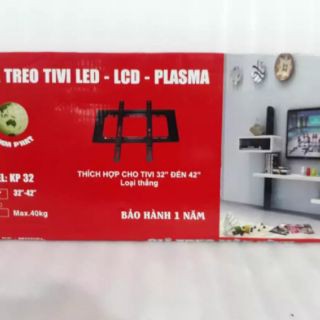 TREO TIVI LED - LCD - PLASMA
THÍCH HỢP CHO TIVI 32" ĐẾN 42"
Loại thẳng
EL: KP 32
32"-42"
Max.40kg
BẢO HÀNH 1 NĂM